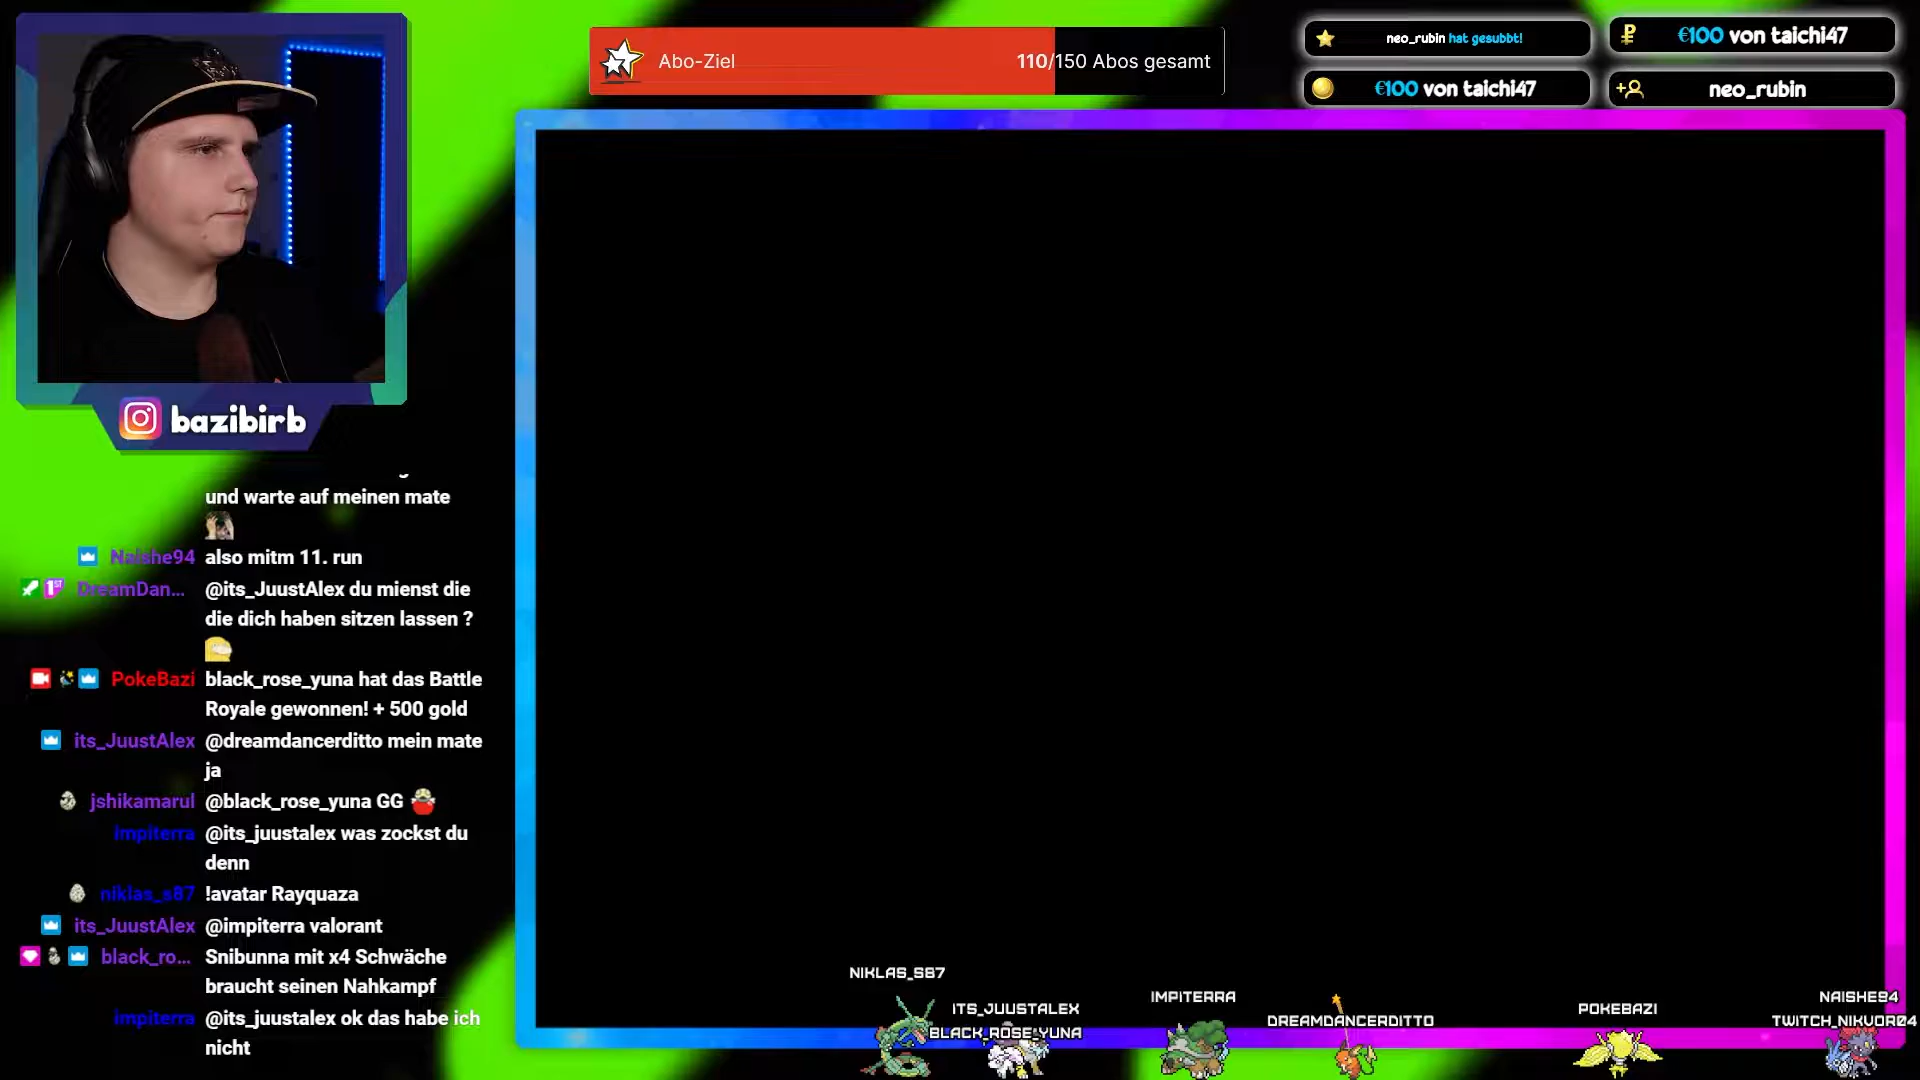 Abo-Ziel
110/150 Abos gesamt
neo_rubin hat gesubbt!
€100 von taichi47
€100 von taichi47
neo_rubin
bazibirb
und warte auf meinen mate
Naishe94 also mitm 11. run
DreamDan... @its_JuustAlex du mienst die
die dich haben sitzen lassen ?
PokeBazi black_rose_yuna hat das Battle
Royale gewonnen! + 500 gold
its_JuustAlex @dreamdancerditto mein mate
ja
jshikamarul @black_rose_yuna GG
impiterra @its_juustalex was zockst du
denn
niklas_s87 !avatar Rayquaza
its_JuustAlex @impiterra valorant
black_ro... Snibunna mit x4 Schwäche
braucht seinen Nahkampf
impiterra @its_juustalex ok das habe ich
nicht
NIKLAS_S87
ITS_JUUSTALEX
BLACK_ROSE_YUNA
IMPITERRA
DREAMDANCERDITTO
POKEBAZI
NAISHE94
TWITCH_NIKVOR04